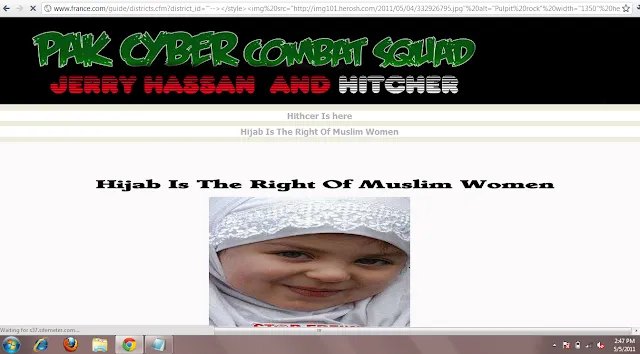 www.france.com/guide/districts.cfm?district_id="--></style><img%20src="http://img101.herosh.com/2011/05/04/332926795.jpg"%20alt="Pulpit%20rock"%20width="1350"%20he
PAK CYBER COMBAT SQUAD
JERRY HASSAN AND HITCHER
Hithcer Is here
Hijab Is The Right Of Muslim Women
Hijab Is The Right Of Muslim Women
STOP
Waiting for s37.sitemeter.com...
2:47 PM
5/5/2011